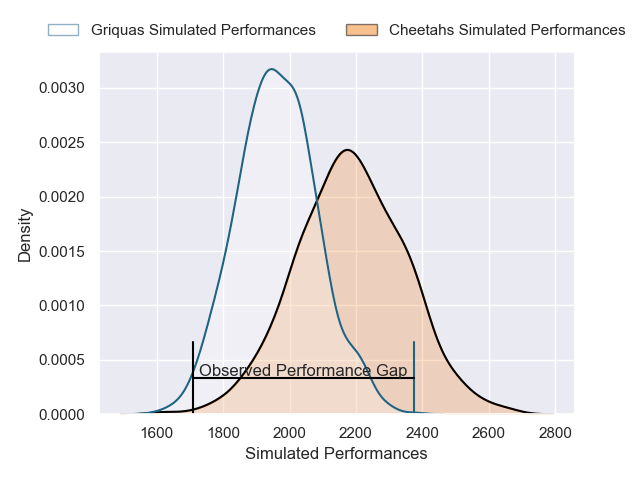 Griquas Simulated Performances Cheetahs Simulated Performances
0.0030
0.0025
0.0020
0.0015
0.0010
0.0005
0.0000
Density
Observed Performance Gap
1600 1800 2000 2200 2400 2600 2800
Simulated Performances